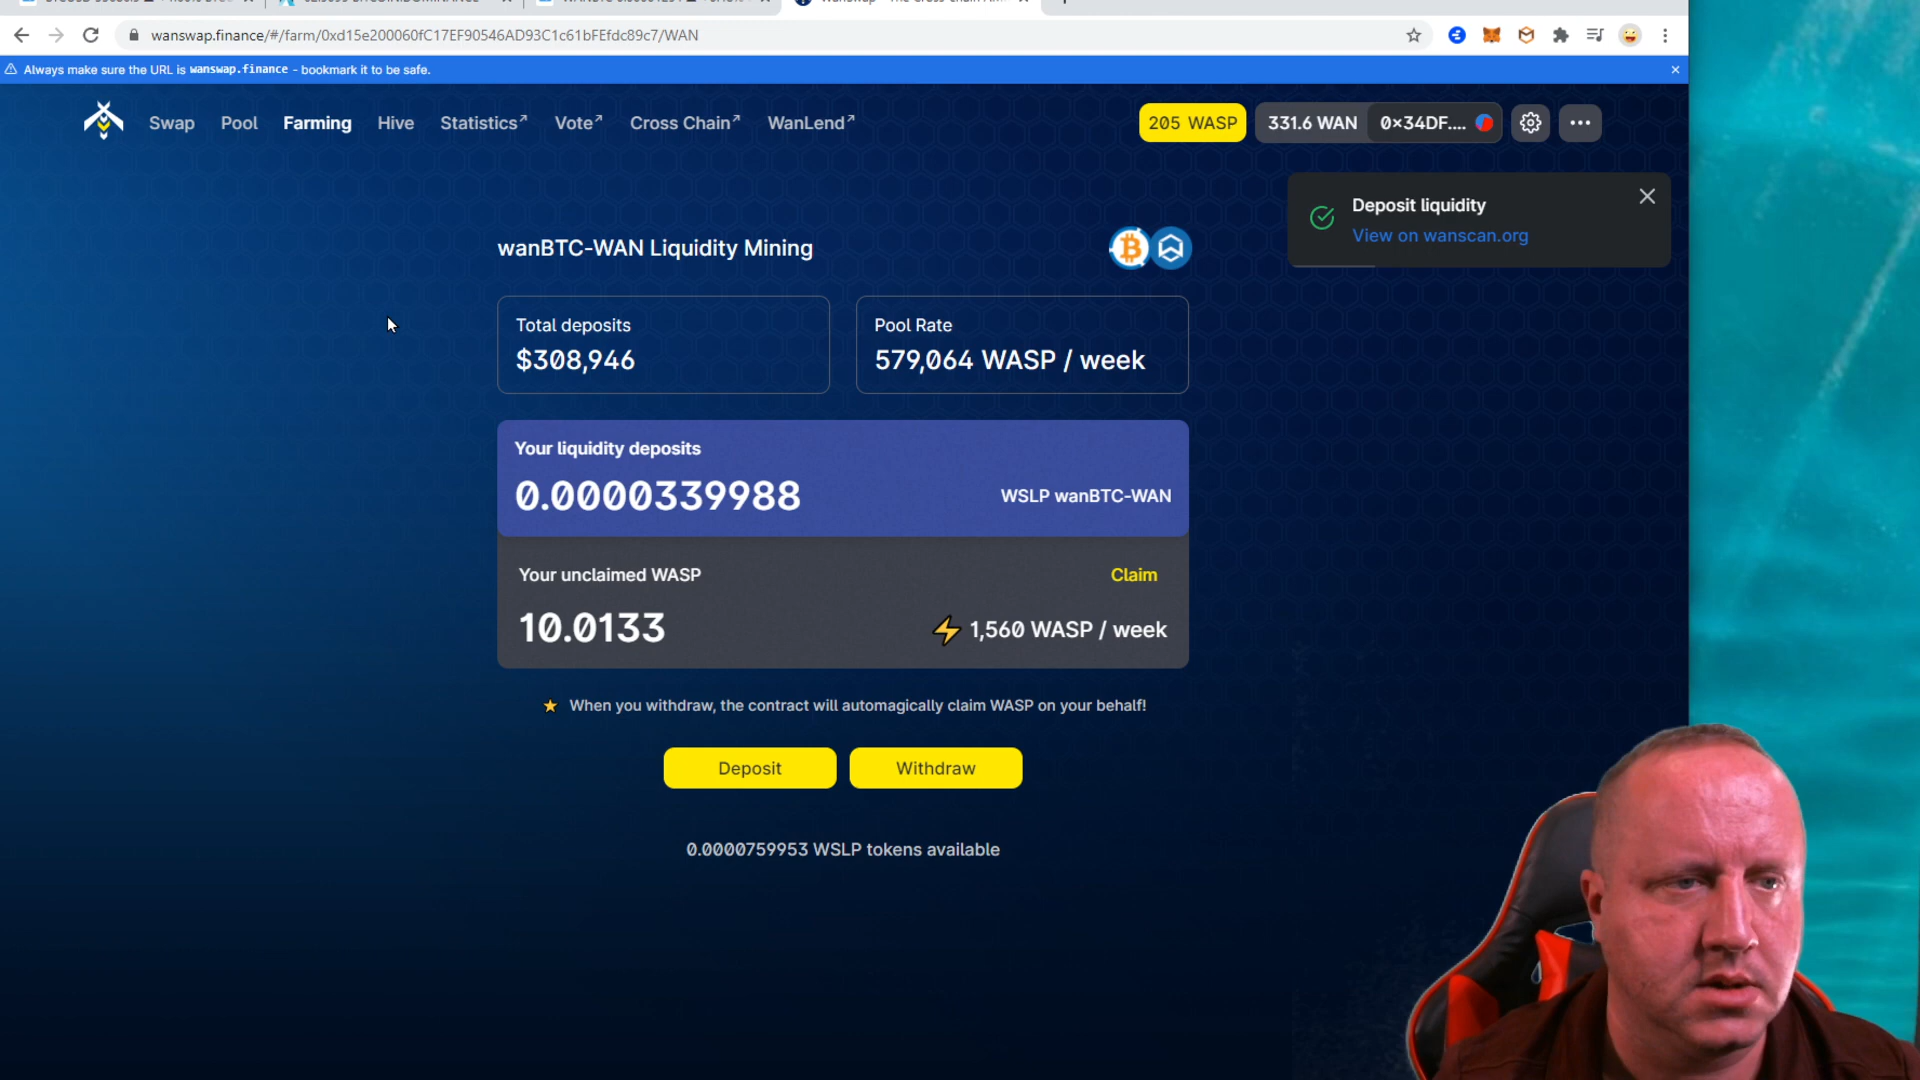 wanswap.finance/#/farm/0xd15e200060fC17EF90546AD93C1c61bFEfdc89c7/WAN
Always make sure the URL is wanswap.finance - bookmark it to be safe.
Swap Pool Farming Hive Statistics↗ Vote↗ Cross Chain↗ WanLend↗
205 WASP 331.6 WAN 0×34DF....
Deposit liquidity
View on wanscan.org
wanBTC-WAN Liquidity Mining
Total deposits
$308,946
Pool Rate
579,064 WASP / week
Your liquidity deposits
0.0000339988
WSLP wanBTC-WAN
Your unclaimed WASP
Claim
10.0133
1,560 WASP / week
When you withdraw, the contract will automagically claim WASP on your behalf!
Deposit
Withdraw
0.0000759953 WSLP tokens available